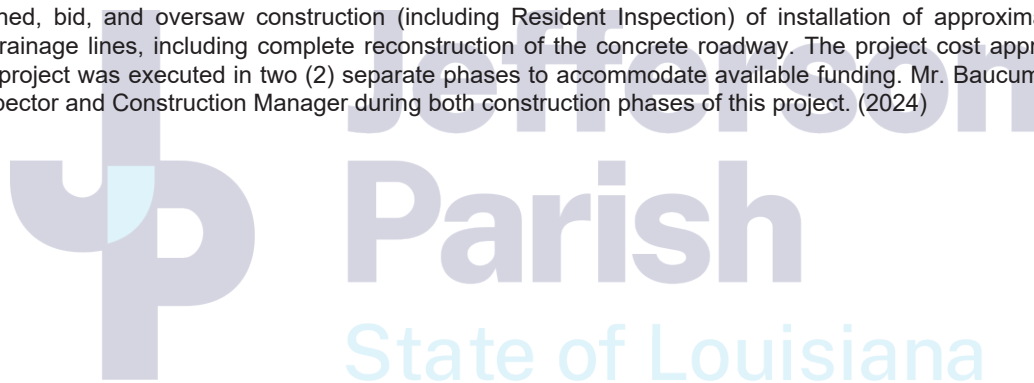 ned, bid, and oversaw construction (including Resident Inspection) of installation of approxima
rainage lines, including complete reconstruction of the concrete roadway. The project cost appr
project was executed in two (2) separate phases to accommodate available funding. Mr. Baucum
pector and Construction Manager during both construction phases of this project. (2024)
Jefferson
Parish
State of Louisiana